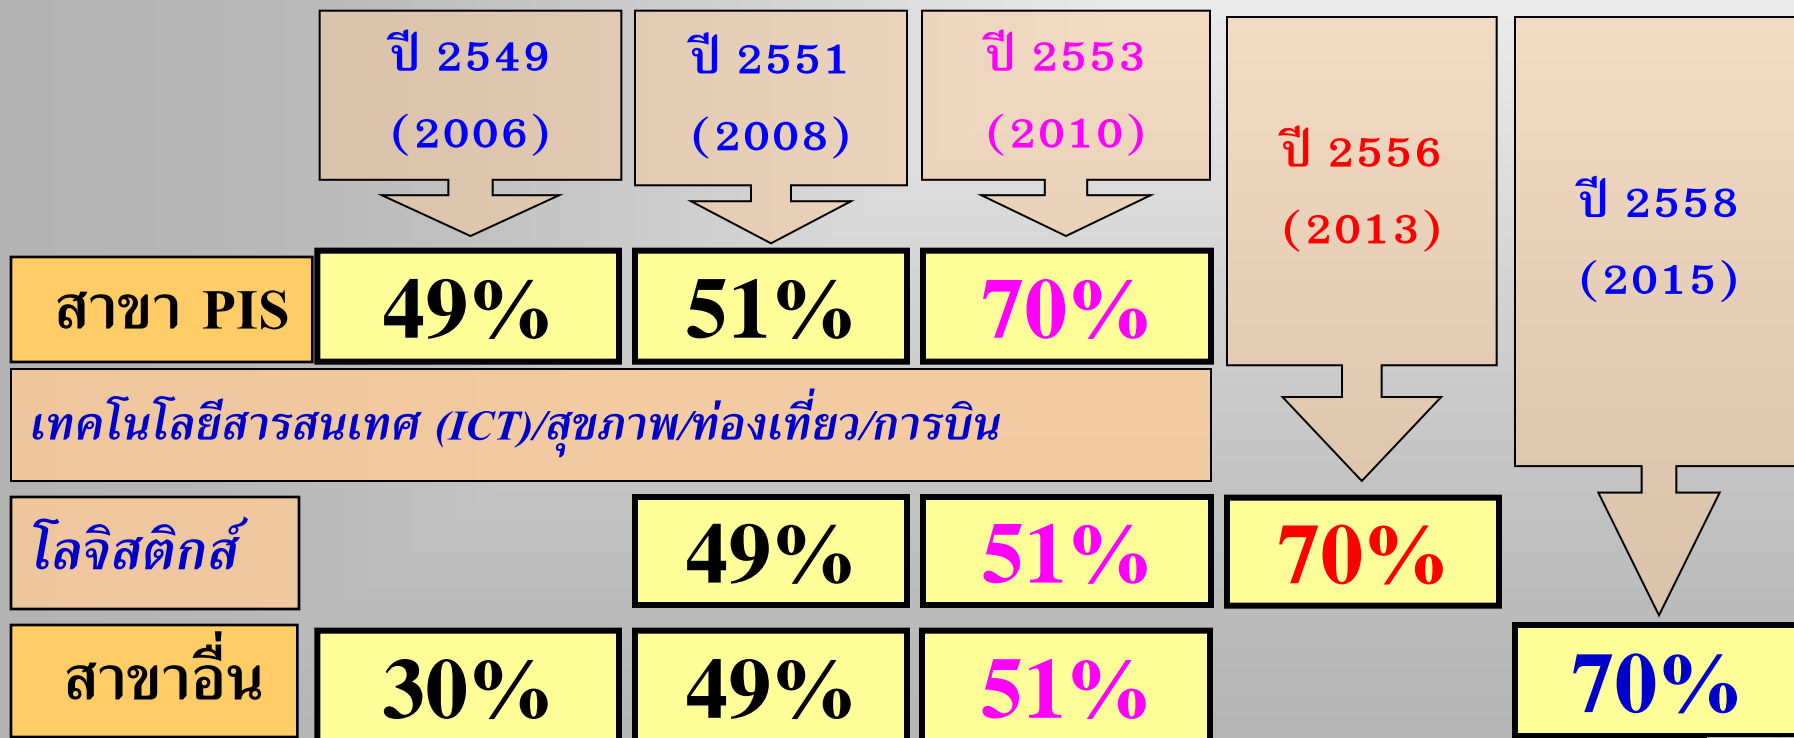 ปี 2549
(2006)
ปี 2551
(2008)
ปี 2553
(2010)
ปี 2556
(2013)
ปี 2558
(2015)
สาขา PIS 49% 51% 70%
เทคโนโลยีสารสนเทศ (ICT)/สุขภาพ/ท่องเที่ยว/การบิน
โลจิสติกส์ 49% 51% 70%
สาขาอื่น 30% 49% 51% 70%